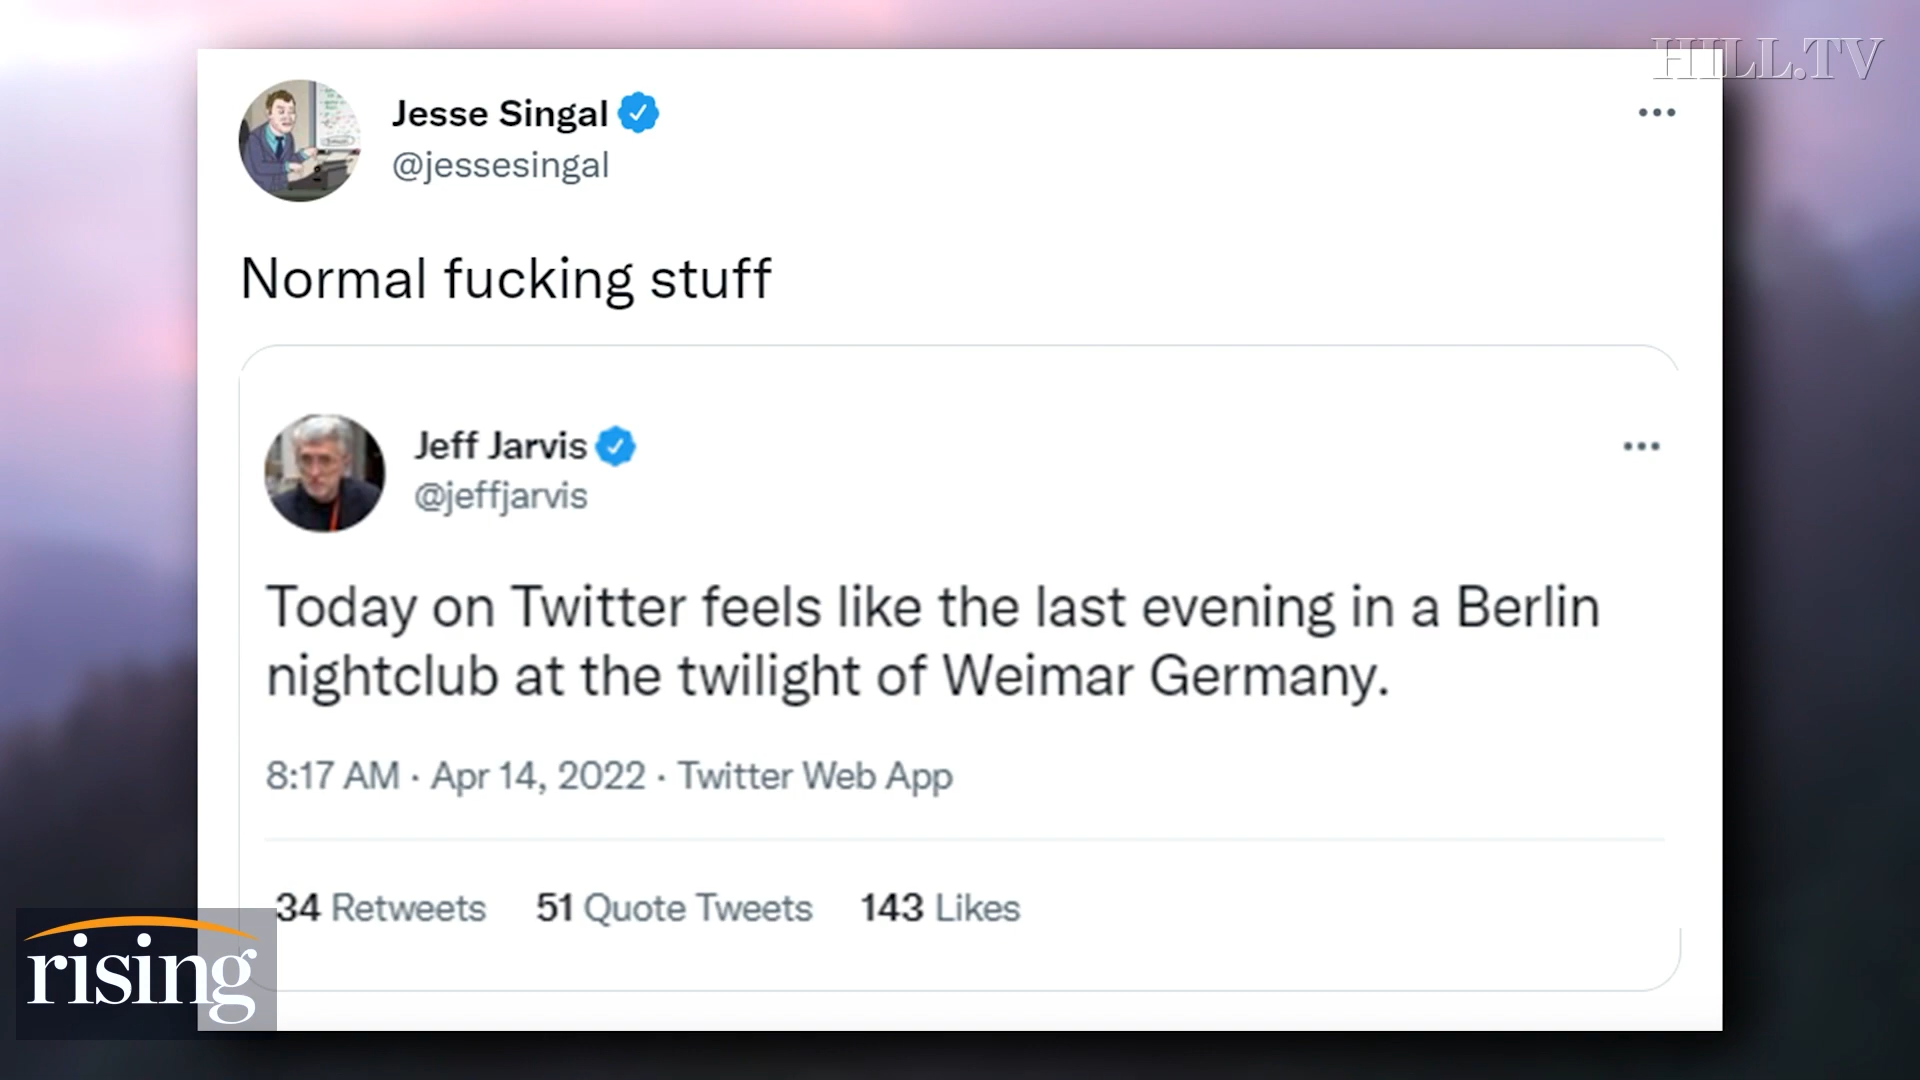 HILL.TV
Jesse Singal
@jessesingal
Normal fucking stuff
Jeff Jarvis
@jeffjarvis
Today on Twitter feels like the last evening in a Berlin
nightclub at the twilight of Weimar Germany.
8:17 AM · Apr 14, 2022 · Twitter Web App
34 Retweets 51 Quote Tweets 143 Likes
rising